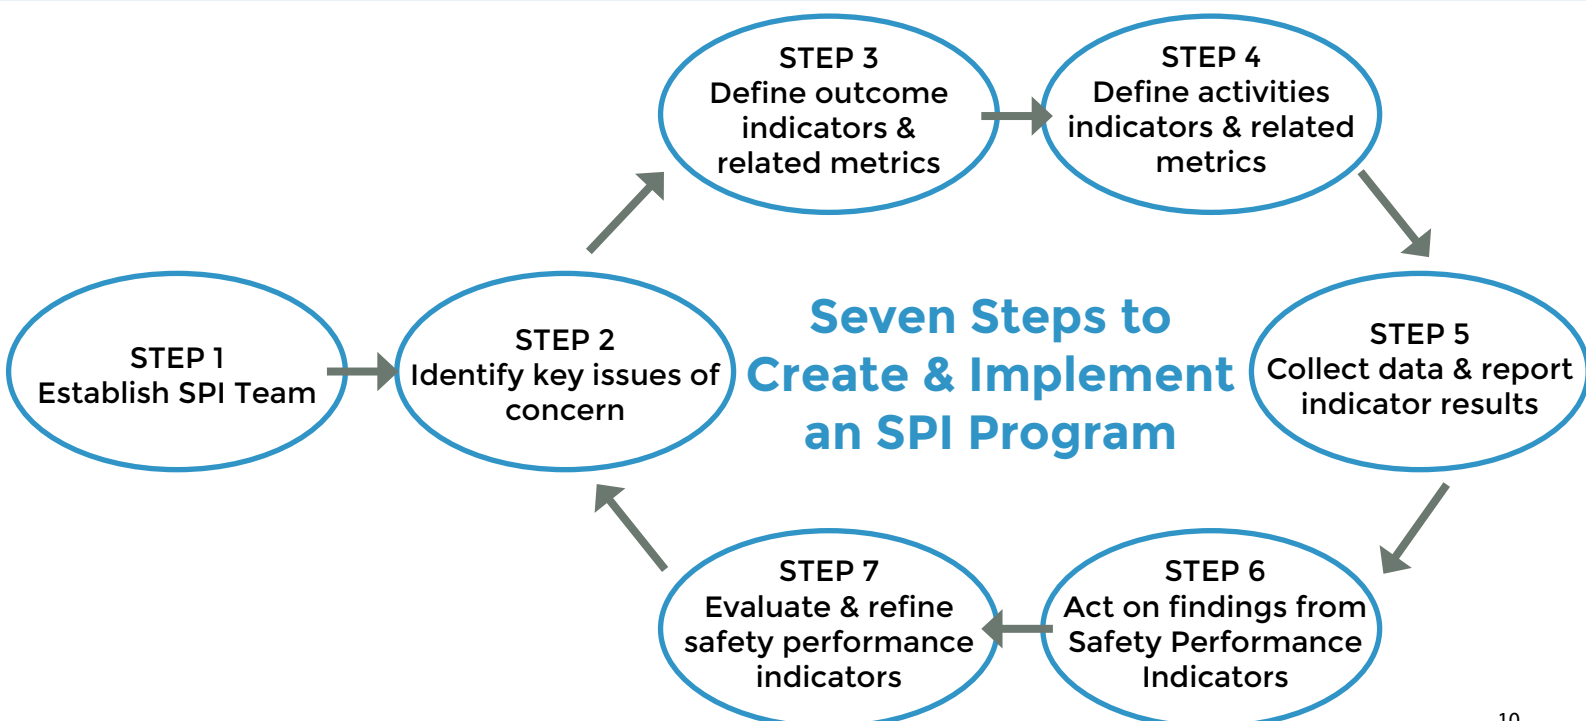 STEP 1
Establish SPI Team
STEP 2
Identify key issues of
concern
STEP 3
Define outcome
indicators &
related metrics
STEP 4
Define activities
indicators & related
metrics
Seven Steps to
Create & Implement
an SPI Program
STEP 5
Collect data & report
indicator results
STEP 6
Act on findings from
Safety Performance
Indicators
STEP 7
Evaluate & refine
safety performance
indicators
10